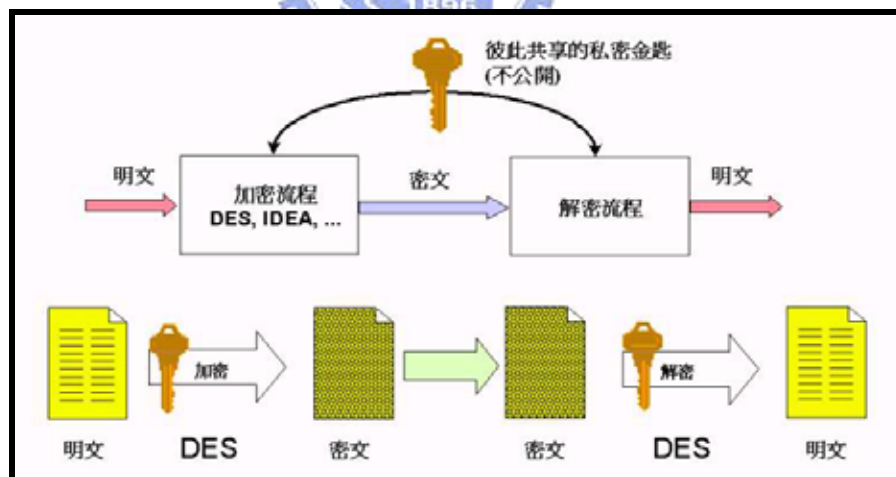 1896
彼此共享的私密金匙
(不公開)
明文
加密流程
DES, IDEA, ...
密文
解密流程
明文
加密
解密
明文
DES
密文
密文
DES
明文